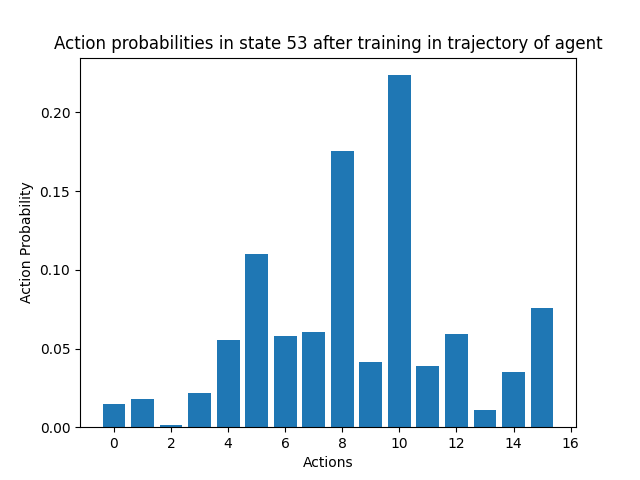 Action probabilities in state 53 after training in trajectory of agent
Action Probability
0.20
0.15
0.10
0.05
0.00
0 2 4 6 8 10 12 14 16
Actions